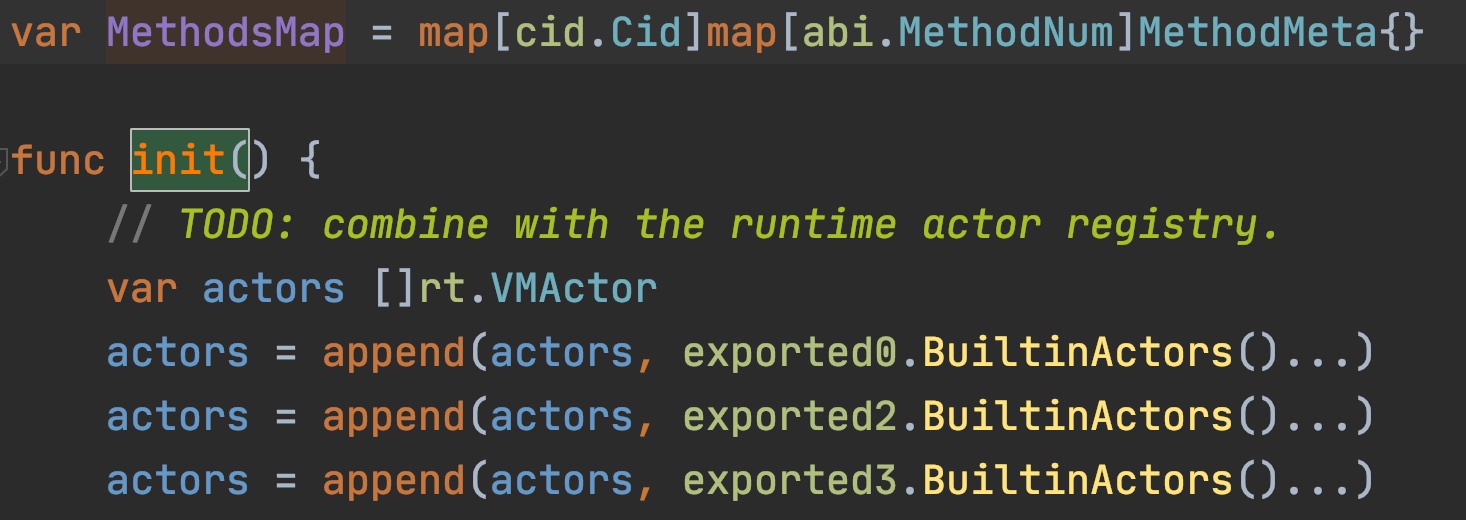 var MethodsMap = map[cid.Cid]map[abi.MethodNum]MethodMeta{}
func init() {
// TODO: combine with the runtime actor registry.
var actors []rt.VMActor
actors = append(actors, exported0.BuiltinActors()...)
actors = append(actors, exported2.BuiltinActors()...)
actors = append(actors, exported3.BuiltinActors()...)